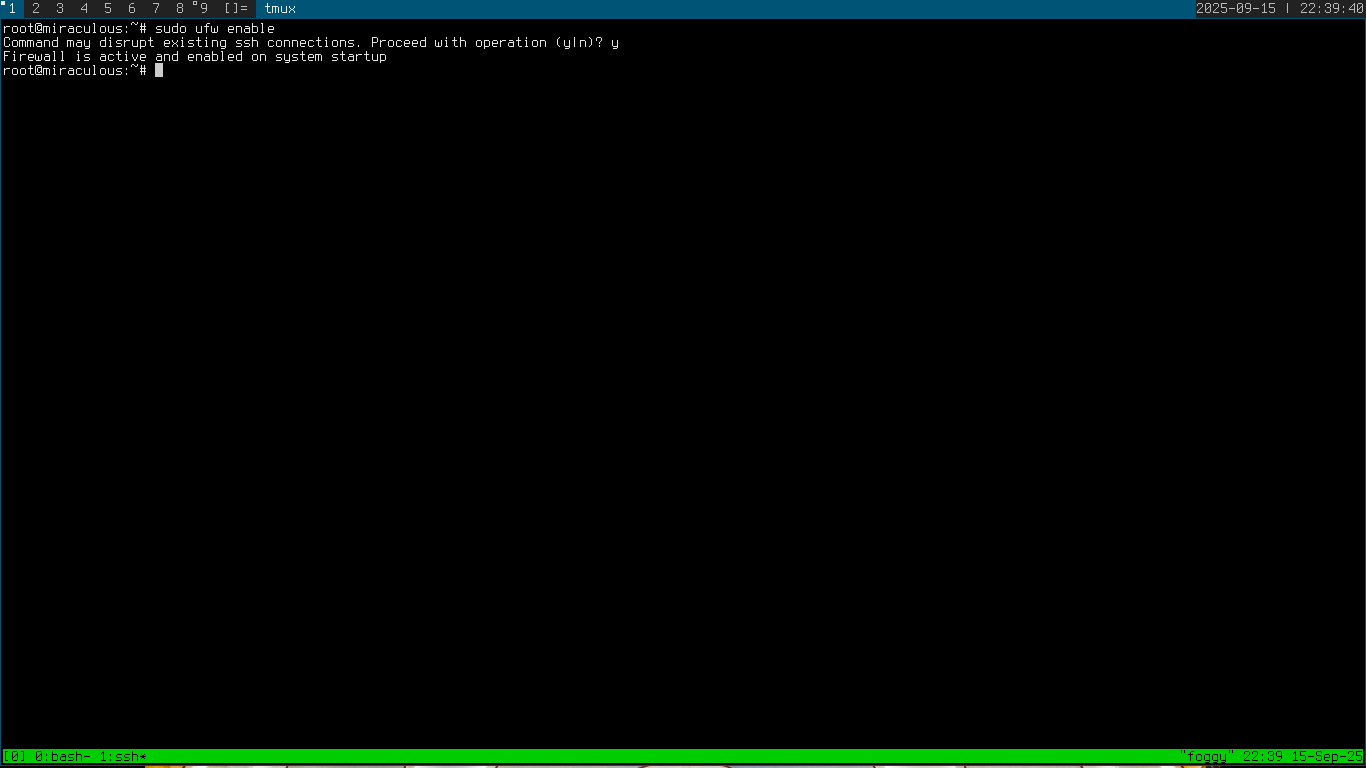 1 2 3 4 5 6 7 8 9 []= tmux 2025-09-15 | 22:39:40
root@miraculous:~# sudo ufw enable
Command may disrupt existing ssh connections. Proceed with operation (y|n)? y
Firewall is active and enabled on system startup
root@miraculous:~#
[0] 0:bash- 1:ssh* "foggy" 22:39 15-Sep-25